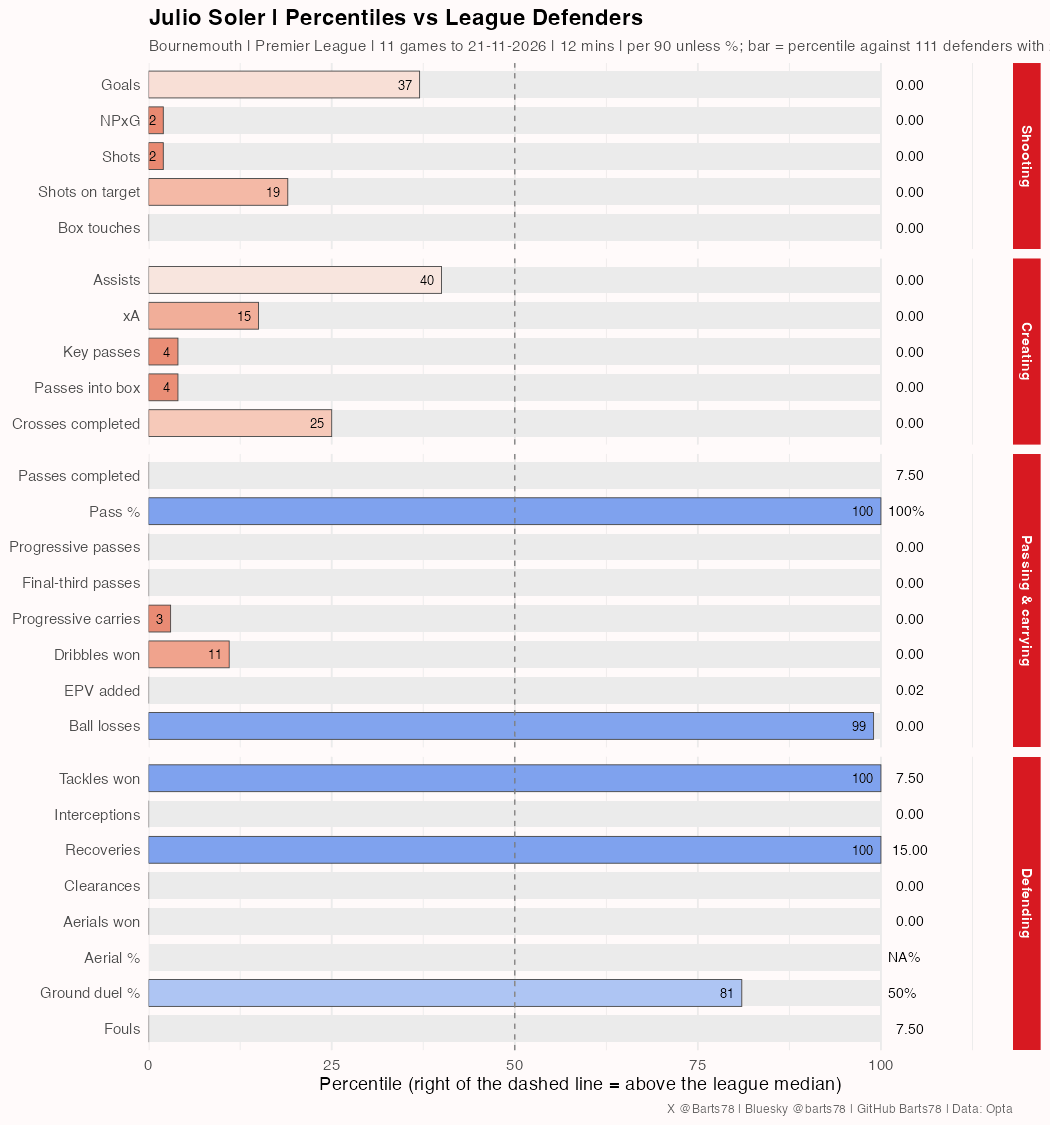 Julio Soler | Percentiles vs League Defenders
Bournemouth | Premier League | 11 games to 21-11-2026 | 12 mins | per 90 unless %; bar = percentile against 111 defenders with
Goals 37 0.00
NPxG 2 0.00
Shots 2 0.00
Shots on target 19 0.00
Box touches 0.00
Shooting
Assists 40 0.00
xA 15 0.00
Key passes 4 0.00
Passes into box 4 0.00
Crosses completed 25 0.00
Creating
Passes completed 7.50
Pass % 100 100%
Progressive passes 0.00
Final-third passes 0.00
Progressive carries 3 0.00
Dribbles won 11 0.00
EPV added 0.02
Ball losses 99 0.00
Passing & carrying
Tackles won 100 7.50
Interceptions 0.00
Recoveries 100 15.00
Clearances 0.00
Aerials won 0.00
Aerial % NA%
Ground duel % 81 50%
Fouls 7.50
Defending
0 25 50 75 100
Percentile (right of the dashed line = above the league median)
X @Barts78 | Bluesky @barts78 | GitHub Barts78 | Data: Opta